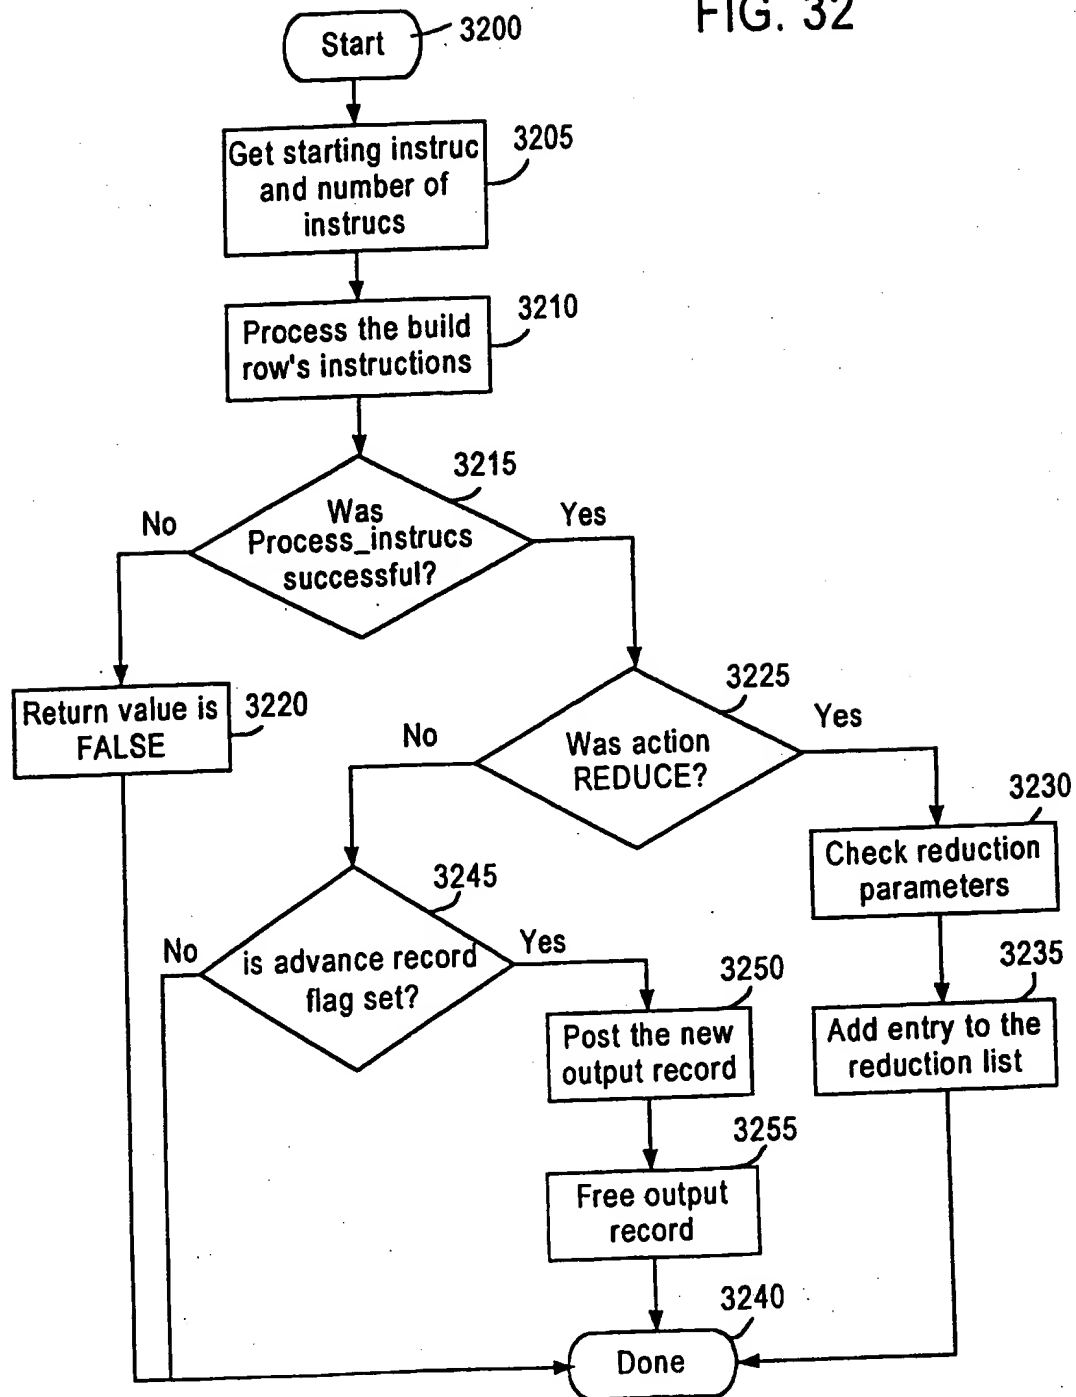 FIG. 32
Start
3200
Get starting instruc
and number of
instrucs
3205
Process the build
row's instructions
3210
Was
Process_instrucs
successful?
3215
No
Yes
Return value is
FALSE
3220
Was action
REDUCE?
3225
No
Yes
Check reduction
parameters
3230
Add entry to the
reduction list
3235
is advance record
flag set?
3245
No
Yes
Post the new
output record
3250
Free output
record
3255
Done
3240